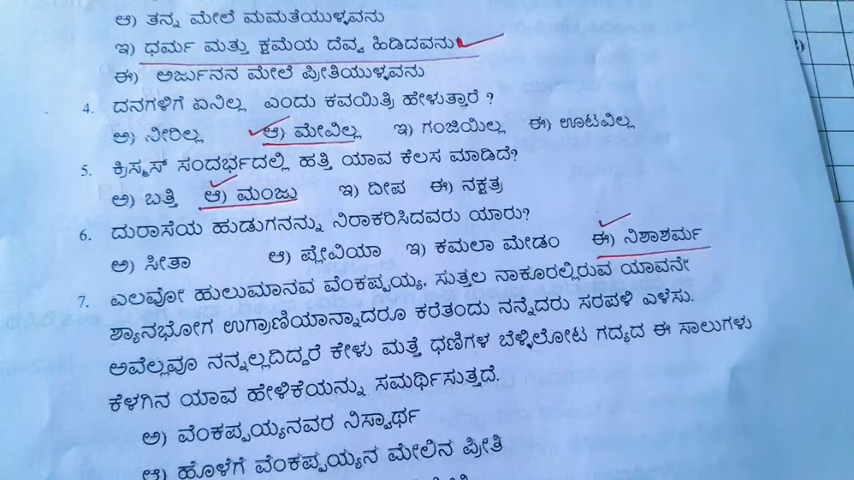 ಆ) ತನ್ನ ಮೇಲೆ ಮಮತೆಯುಳ್ಳವನು
ಇ) ಧರ್ಮ ಮತ್ತು ಕ್ಷಮೆಯ ದೆವ್ವ ಹಿಡಿದವನು
ಈ) ಅರ್ಜುನನ ಮೇಲೆ ಪ್ರೀತಿಯುಳ್ಳವನು
4. ದನಗಳಿಗೆ ಏನಿಲ್ಲ ಎಂದು ಕವಯಿತ್ರಿ ಹೇಳುತ್ತಾರೆ ?
ಅ) ನೀರಿಲ್ಲ ಆ) ಮೇವಿಲ್ಲ ಇ) ಗಂಜಿಯಿಲ್ಲ ಈ) ಊಟವಿಲ್ಲ
5. ಕ್ರಿಸ್ಮಸ್ ಸಂದರ್ಭದಲ್ಲಿ ಹತ್ತಿ ಯಾವ ಕೆಲಸ ಮಾಡಿದೆ?
ಅ) ಬತ್ತಿ ಆ) ಮಂಜು ಇ) ದೀಪ ಈ) ನಕ್ಷತ್ರ
6. ದುರಾಸೆಯ ಹುಡುಗನನ್ನು ನಿರಾಕರಿಸಿದವರು ಯಾರು?
ಅ) ಸೀತಾ ಆ) ಫ್ಲೇವಿಯಾ ಇ) ಕಮಲಾ ಮೇಡಂ ಈ) ನಿಶಾಶರ್ಮ
7. ಎಲವೋ ಹುಲುಮಾನವ ವೆಂಕಪ್ಪಯ್ಯ, ಸುತ್ತಲ ನಾಕೂರಲ್ಲಿರುವ ಯಾವನೇ
ಶ್ಯಾನಭೋಗ ಉಗ್ರಾಣಿಯಾನ್ನಾದರೂ ಕರೆತಂದು ನನ್ನೆದರು ಸರಪಳಿ ಎಳೆಸು.
ಅವೆಲ್ಲವೂ ನನ್ನಲ್ಲದಿದ್ದರೆ ಕೇಳು ಮತ್ತೆ ಧಣಿಗಳ ಬೆಳ್ಳಿಲೋಟ ಗದ್ಯದ ಈ ಸಾಲುಗಳು
ಕೆಳಗಿನ ಯಾವ ಹೇಳಿಕೆಯನ್ನು ಸಮರ್ಥಿಸುತ್ತದೆ.
ಅ) ವೆಂಕಪ್ಪಯ್ಯನವರ ನಿಸ್ವಾರ್ಥ
ಆ) ಹೊಳೆಗೆ ವೆಂಕಪ್ಪಯ್ಯನ ಮೇಲಿನ ಪ್ರೀತಿ